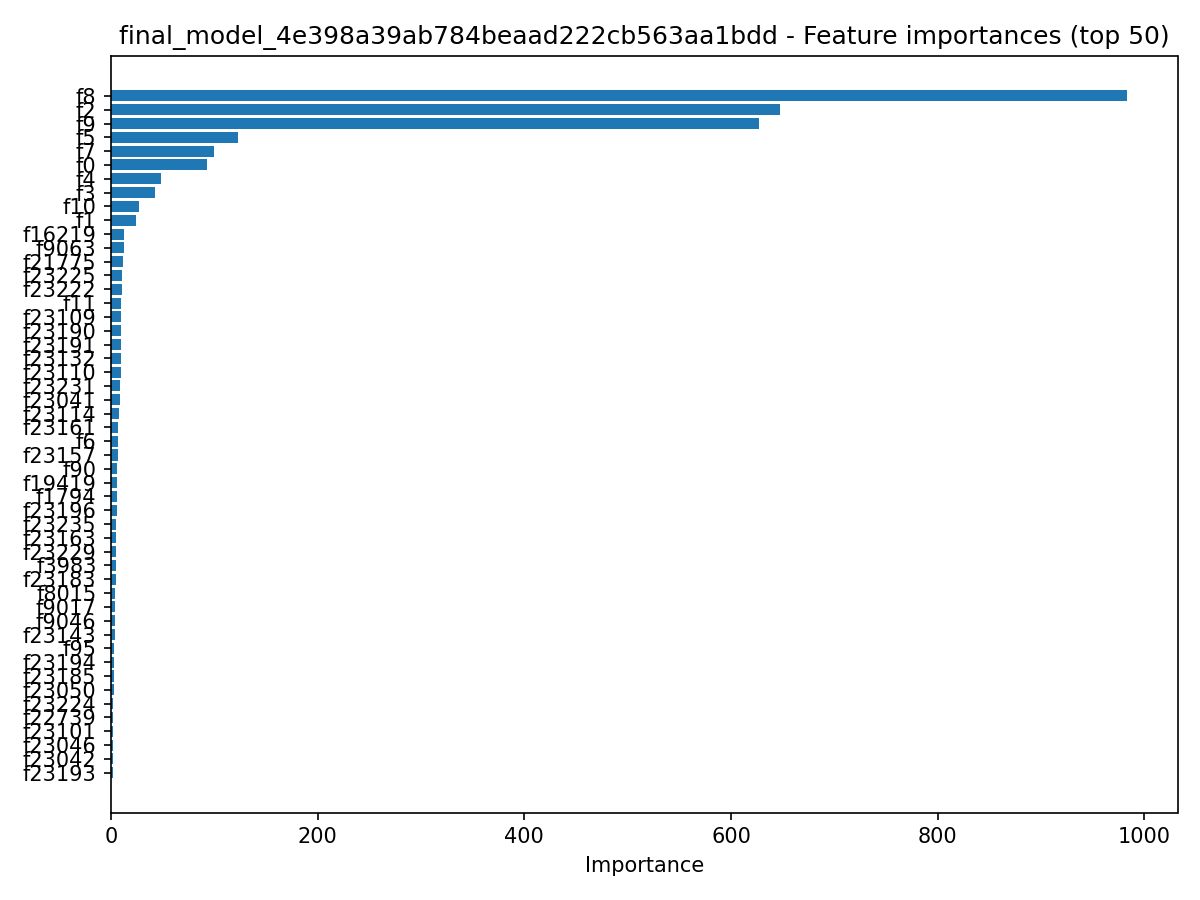 final_model_4e398a39ab784beaad222cb563aa1bdd - Feature importances (top 50)
f8
f2
f9
f5
f7
f0
f4
f3
f10
f1
f16219
f9063
f21775
f23225
f23222
f11
f23109
f23190
f23191
f23132
f23110
f23231
f23041
f23114
f23161
f6
f23157
f90
f19419
f1794
f23196
f23235
f23163
f23229
f3983
f23183
f8015
f9017
f9046
f23143
f95
f23194
f23185
f23050
f23224
f22739
f23101
f23046
f23042
f23193
0 200 400 600 800 1000
Importance